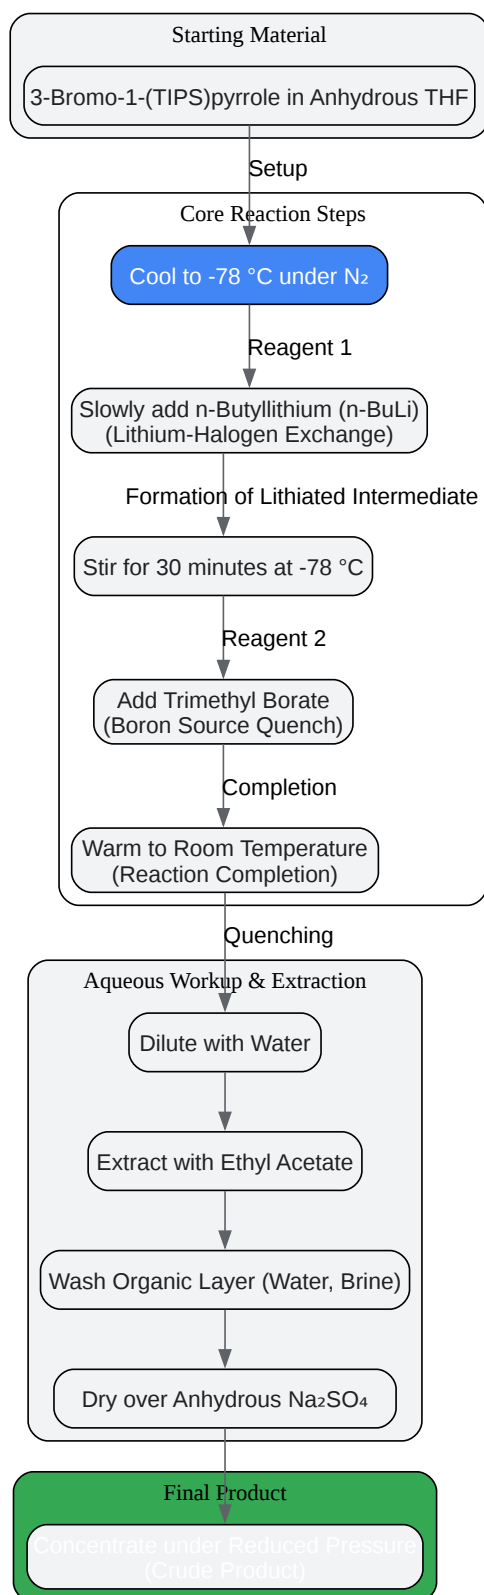 Starting Material
3-Bromo-1-(TIPS)pyrrole in Anhydrous THF
Setup
Core Reaction Steps
Cool to -78 °C under N₂
Reagent 1
Slowly add n-Butyllithium (n-BuLi)
(Lithium-Halogen Exchange)
Formation of Lithiated Intermediate
Stir for 30 minutes at -78 °C
Reagent 2
Add Trimethyl Borate
(Boron Source Quench)
Completion
Warm to Room Temperature
(Reaction Completion)
Quenching
Aqueous Workup & Extraction
Dilute with Water
Extract with Ethyl Acetate
Wash Organic Layer (Water, Brine)
Dry over Anhydrous Na₂SO₄
Final Product
Concentrate under Reduced Pressure
(Crude Product)